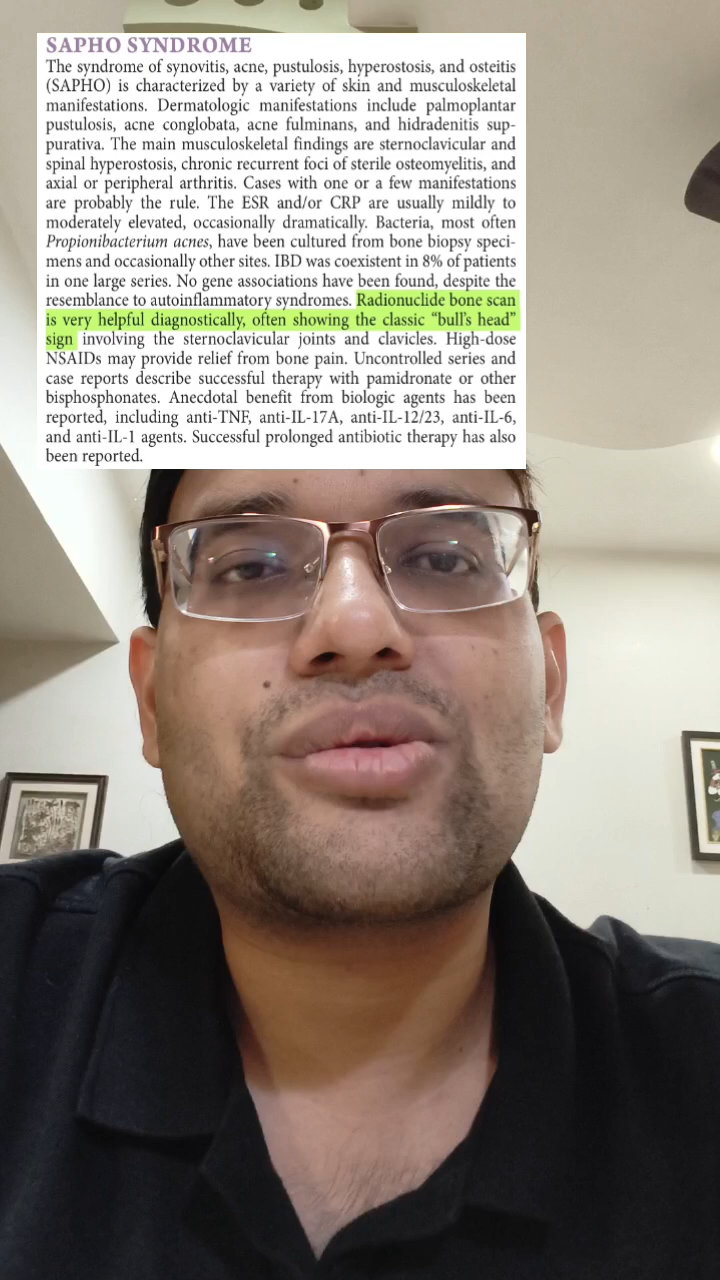 SAPHO SYNDROME
The syndrome of synovitis, acne, pustulosis, hyperostosis, and osteitis
(SAPHO) is characterized by a variety of skin and musculoskeletal
manifestations. Dermatologic manifestations include palmoplantar
pustulosis, acne conglobata, acne fulminans, and hidradenitis sup-
purativa. The main musculoskeletal findings are sternoclavicular and
spinal hyperostosis, chronic recurrent foci of sterile osteomyelitis, and
axial or peripheral arthritis. Cases with one or a few manifestations
are probably the rule. The ESR and/or CRP are usually mildly to
moderately elevated, occasionally dramatically. Bacteria, most often
Propionibacterium acnes, have been cultured from bone biopsy speci-
mens and occasionally other sites. IBD was coexistent in 8% of patients
in one large series. No gene associations have been found, despite the
resemblance to autoinflammatory syndromes. Radionuclide bone scan
is very helpful diagnostically, often showing the classic “bull’s head”
sign involving the sternoclavicular joints and clavicles. High-dose
NSAIDs may provide relief from bone pain. Uncontrolled series and
case reports describe successful therapy with pamidronate or other
bisphosphonates. Anecdotal benefit from biologic agents has been
reported, including anti-TNF, anti-IL-17A, anti-IL-12/23, anti-IL-6,
and anti-IL-1 agents. Successful prolonged antibiotic therapy has also
been reported.